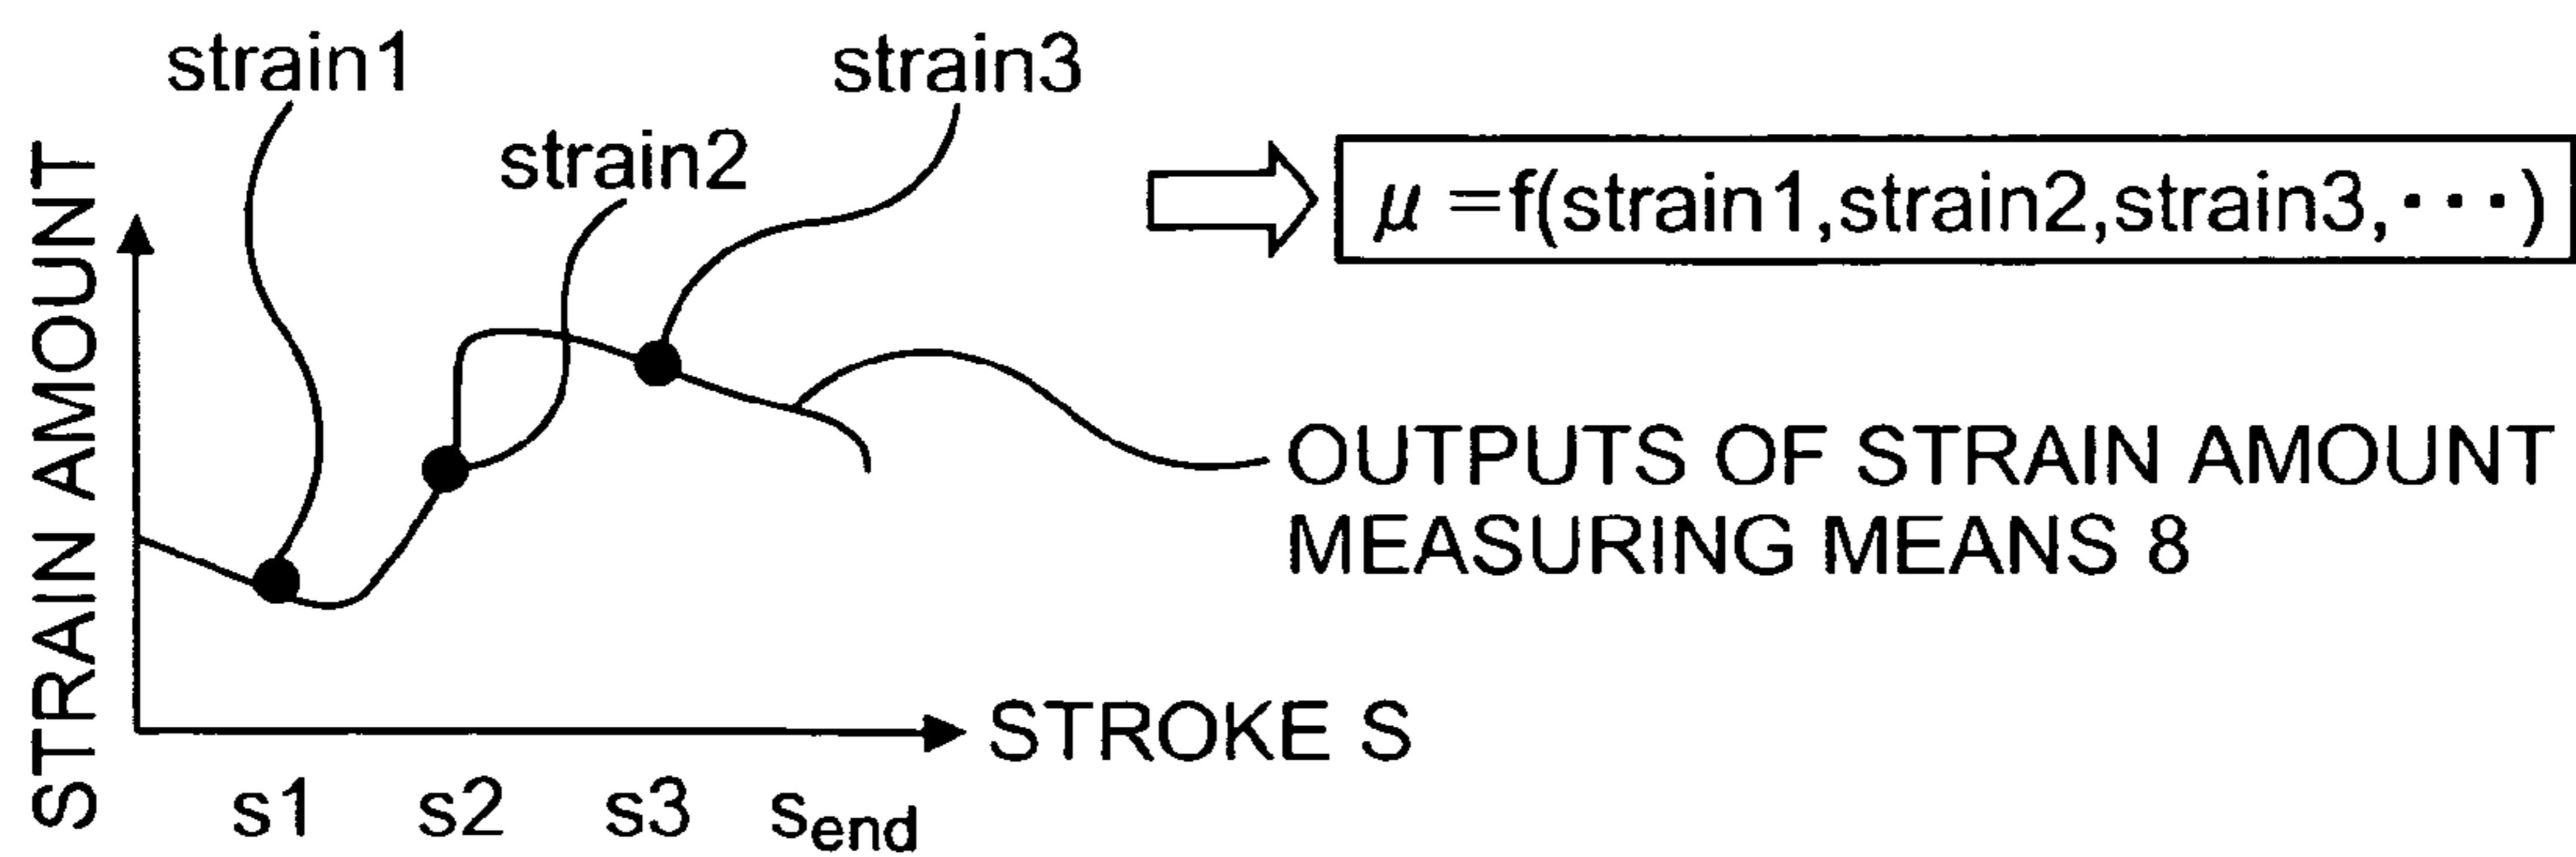 strain1
strain2
strain3
μ =f(strain1,strain2,strain3,···)
STRAIN AMOUNT
OUTPUTS OF STRAIN AMOUNT
MEASURING MEANS 8
STROKE S
s1 s2 s3 send